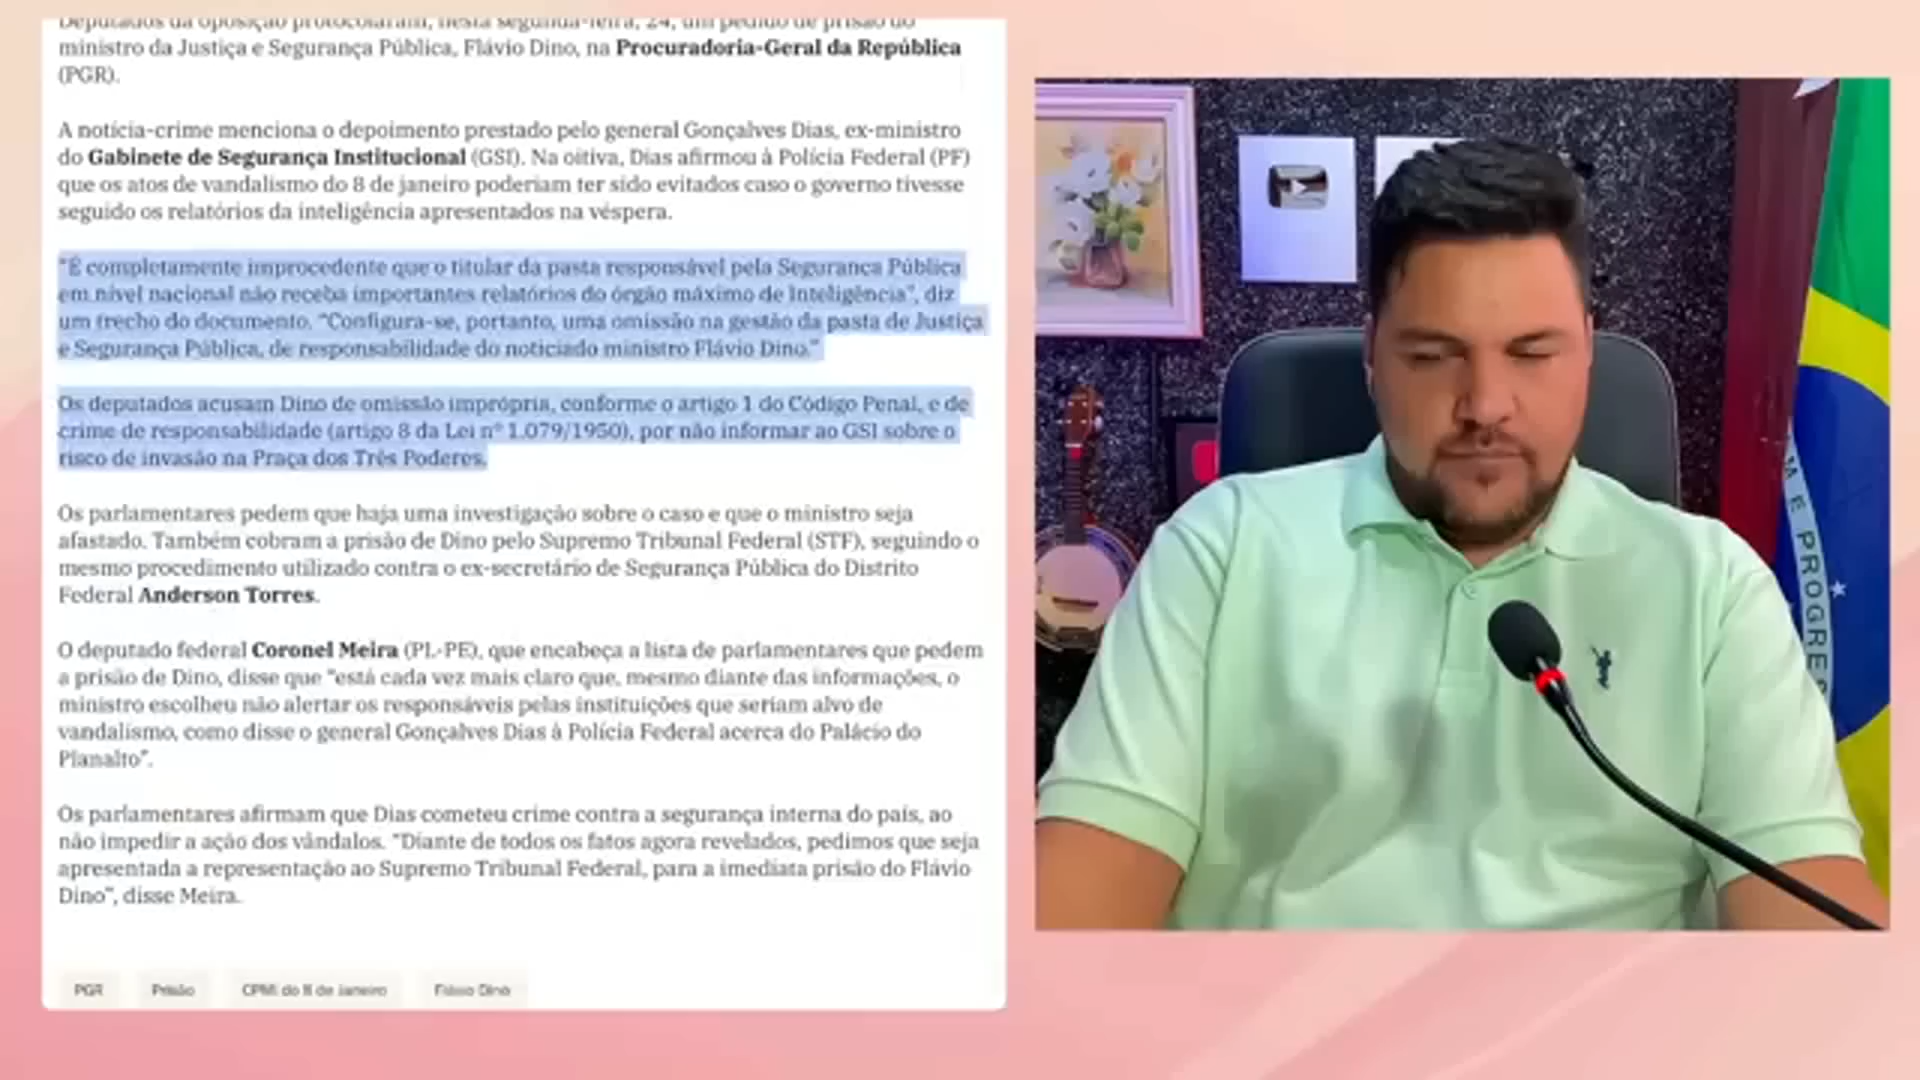 Deputados da oposição protocolaram, nesta segunda-feira, 24, um pedido de prisão do
ministro da Justiça e Segurança Pública, Flávio Dino, na Procuradoria-Geral da República
(PGR).
A notícia-crime menciona o depoimento prestado pelo general Gonçalves Dias, ex-ministro
do Gabinete de Segurança Institucional (GSI). Na oitiva, Dias afirmou à Polícia Federal (PF)
que os atos de vandalismo do 8 de janeiro poderiam ter sido evitados caso o governo tivesse
seguido os relatórios da inteligência apresentados na véspera.
“É completamente improcedente que o titular da pasta responsável pela Segurança Pública
em nível nacional não receba importantes relatórios do órgão máximo de Inteligência”, diz
um trecho do documento. “Configura-se, portanto, uma omissão na gestão da pasta de Justiça
e Segurança Pública, de responsabilidade do noticiado ministro Flávio Dino.”
Os deputados acusam Dino de omissão imprópria, conforme o artigo 1 do Código Penal, e de
crime de responsabilidade (artigo 8 da Lei nº 1.079/1950), por não informar ao GSI sobre o
risco de invasão na Praça dos Três Poderes.
Os parlamentares pedem que haja uma investigação sobre o caso e que o ministro seja
afastado. Também cobram a prisão de Dino pelo Supremo Tribunal Federal (STF), seguindo o
mesmo procedimento utilizado contra o ex-secretário de Segurança Pública do Distrito
Federal Anderson Torres.
O deputado federal Coronel Meira (PL-PE), que encabeça a lista de parlamentares que pedem
a prisão de Dino, disse que “está cada vez mais claro que, mesmo diante das informações, o
ministro escolheu não alertar os responsáveis pelas instituições que seriam alvo de
vandalismo, como disse o general Gonçalves Dias à Polícia Federal acerca do Palácio do
Planalto”.
Os parlamentares afirmam que Dias cometeu crime contra a segurança interna do país, ao
não impedir a ação dos vândalos. “Diante de todos os fatos agora revelados, pedimos que seja
apresentada a representação ao Supremo Tribunal Federal, para a imediata prisão do Flávio
Dino”, disse Meira.
PGR
Prisão
CPMI do 8 de Janeiro
Flávio Dino
M E PROGRES